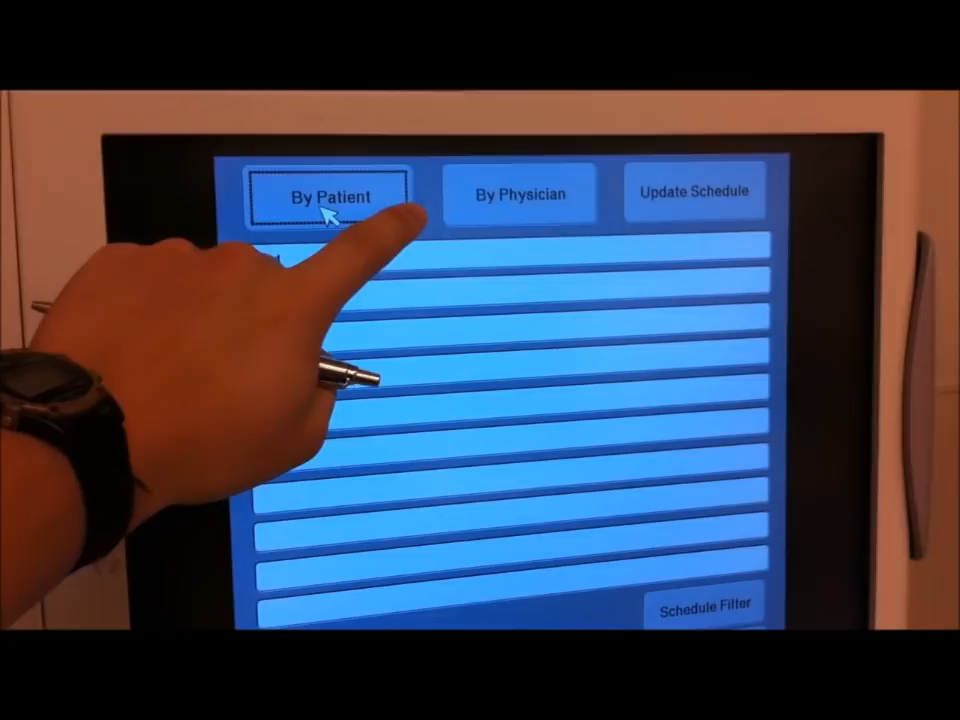 By Patient
By Physician
Update Schedule
Schedule Filter